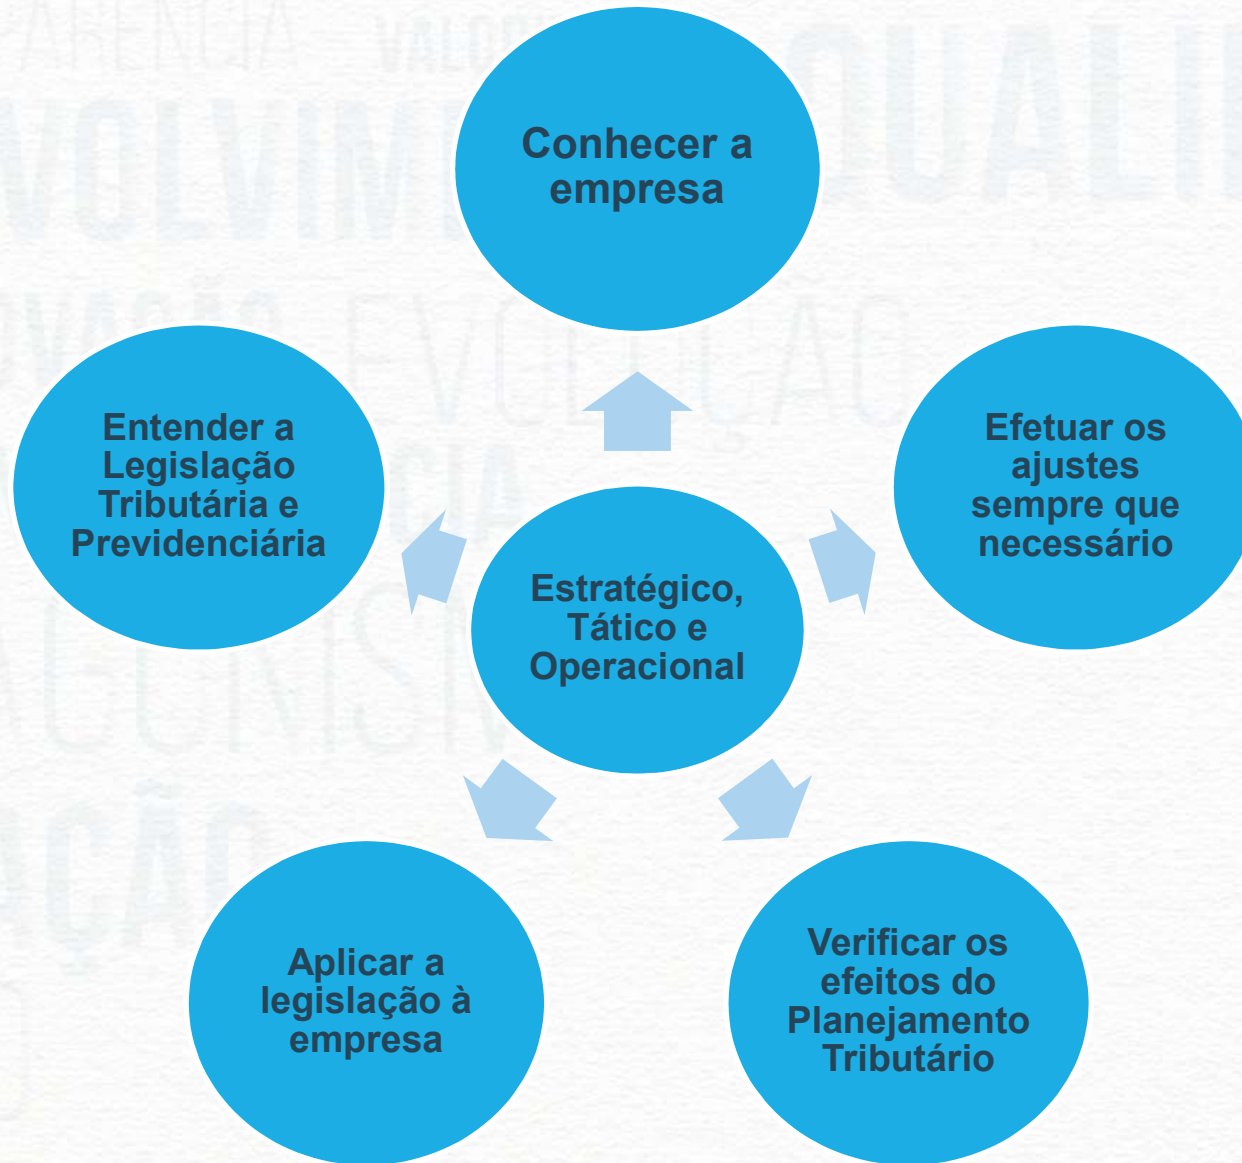 Conhecer a
empresa
Entender a
Legislação
Tributária e
Previdenciária
Efetuar os
ajustes
sempre que
necessário
Estratégico,
Tático e
Operacional
Aplicar a
legislação à
empresa
Verificar os
efeitos do
Planejamento
Tributário